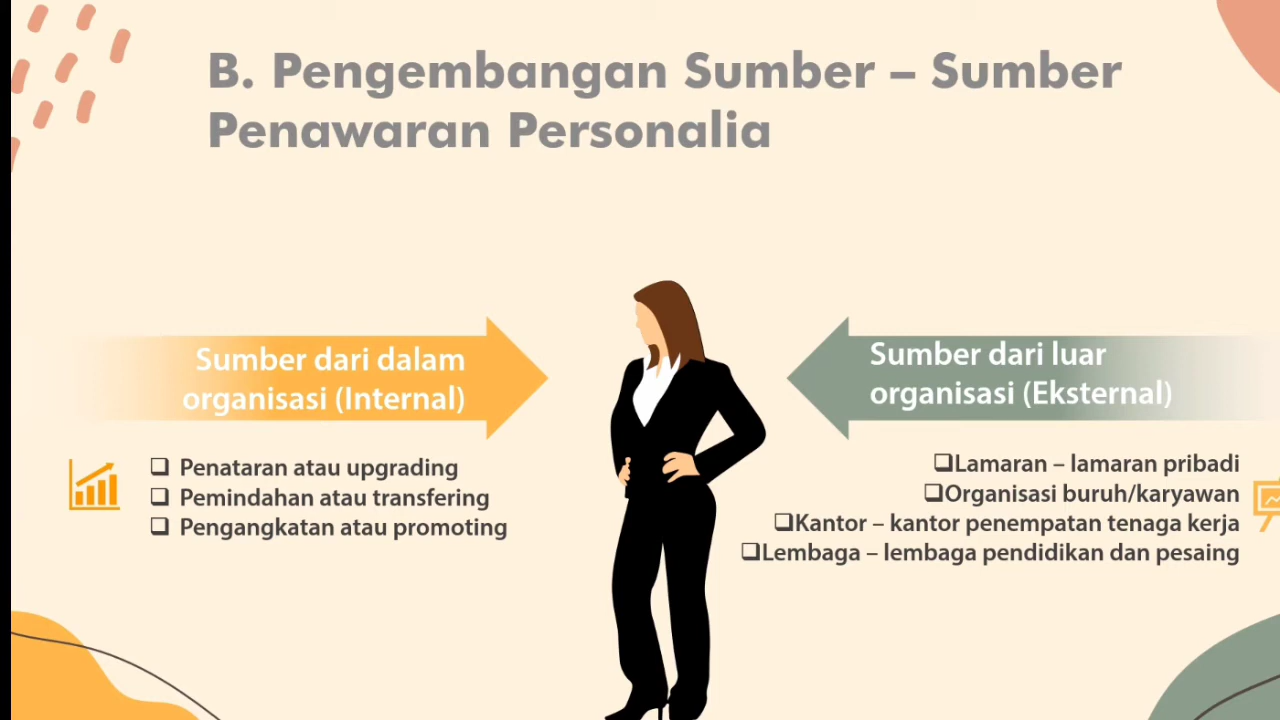 B. Pengembangan Sumber – Sumber
Penawaran Personalia
Sumber dari dalam
organisasi (Internal)
❑ Penataran atau upgrading
❑ Pemindahan atau transfering
❑ Pengangkatan atau promoting
Sumber dari luar
organisasi (Eksternal)
❑Lamaran – lamaran pribadi
❑Organisasi buruh/karyawan
❑Kantor – kantor penempatan tenaga kerja
❑Lembaga – lembaga pendidikan dan pesaing